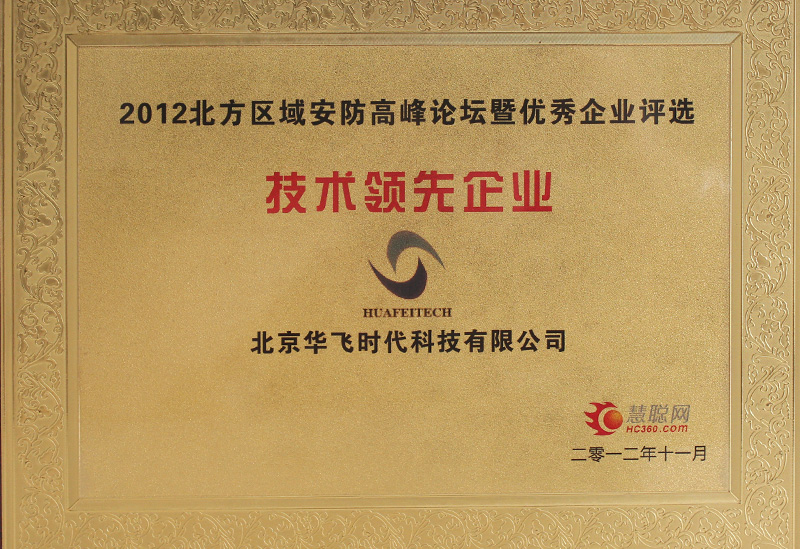 2012北方区域安防高峰论坛暨优秀企业评选
技术领先企业
HUAFEITECH
北京华飞时代科技有限公司
慧聪网
HC360.com
二零一二年十一月